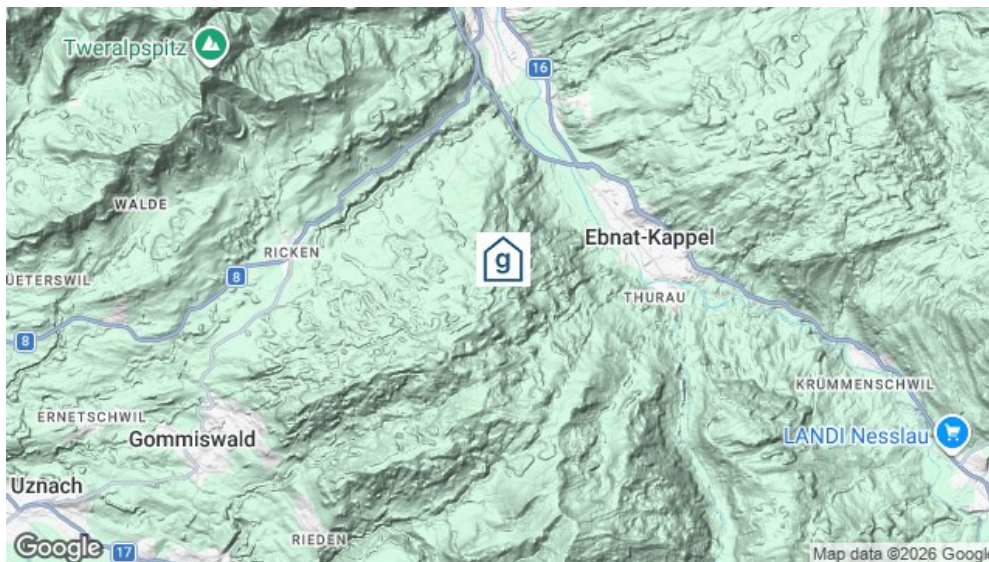 Tweralpspitz
16
WALDE
Ebnat-Kappel
RICKEN
g
ÜETERSWIL
8
THURAU
8
KRÜMMENSCHWIL
ERNETSCHWIL
Gommiswald
LANDI Nesslau
Uznach
RIEDEN
Google
17
Map data ©2026 Google